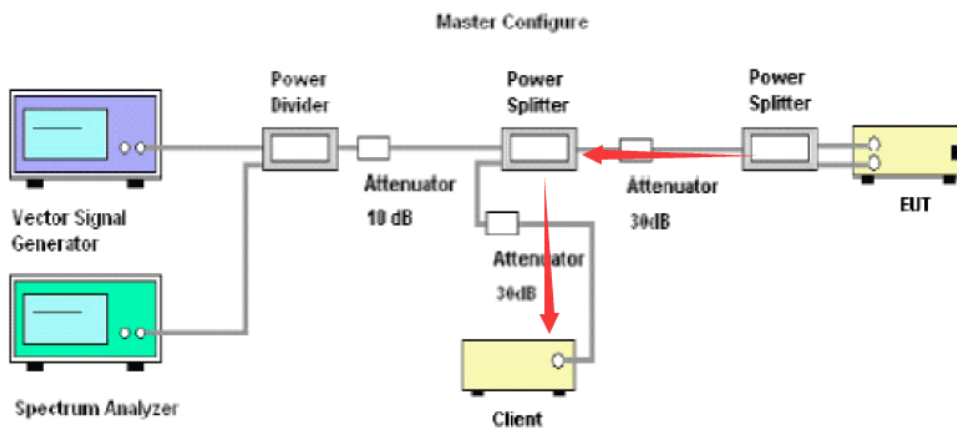 Master Configure
Power
Divider
Power
Splitter
Power
Splitter
Attenuator
10 dB
Attenuator
30dB
EUT
Vector Signal
Generator
Attenuator
30dB
Spectrum Analyzer
Client